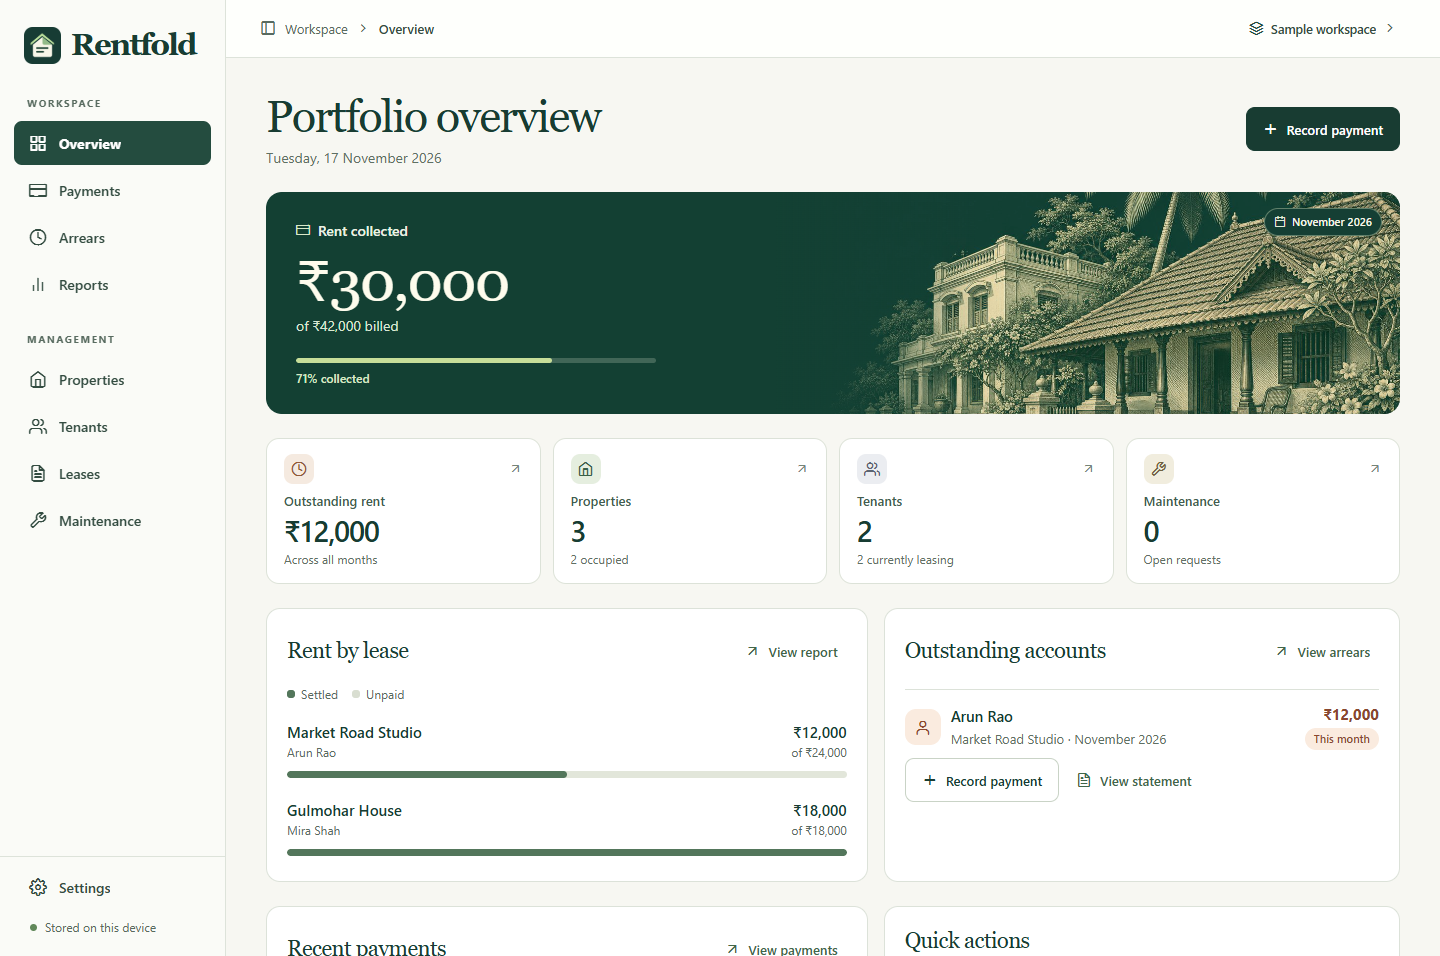 Rentfold
WORKSPACE
Overview
Payments
Arrears
Reports
MANAGEMENT
Properties
Tenants
Leases
Maintenance
Settings
Stored on this device
Workspace > Overview
Sample workspace >
Portfolio overview
Tuesday, 17 November 2026
+ Record payment
Rent collected
November 2026
₹30,000
of ₹42,000 billed
71% collected
Outstanding rent
₹12,000
Across all months
Properties
3
2 occupied
Tenants
2
2 currently leasing
Maintenance
0
Open requests
Rent by lease
View report
Settled
Unpaid
Market Road Studio
₹12,000
Arun Rao
of ₹24,000
Gulmohar House
₹18,000
Mira Shah
of ₹18,000
Outstanding accounts
View arrears
Arun Rao
₹12,000
Market Road Studio · November 2026
This month
+ Record payment
View statement
Recent payments
View payments
Quick actions